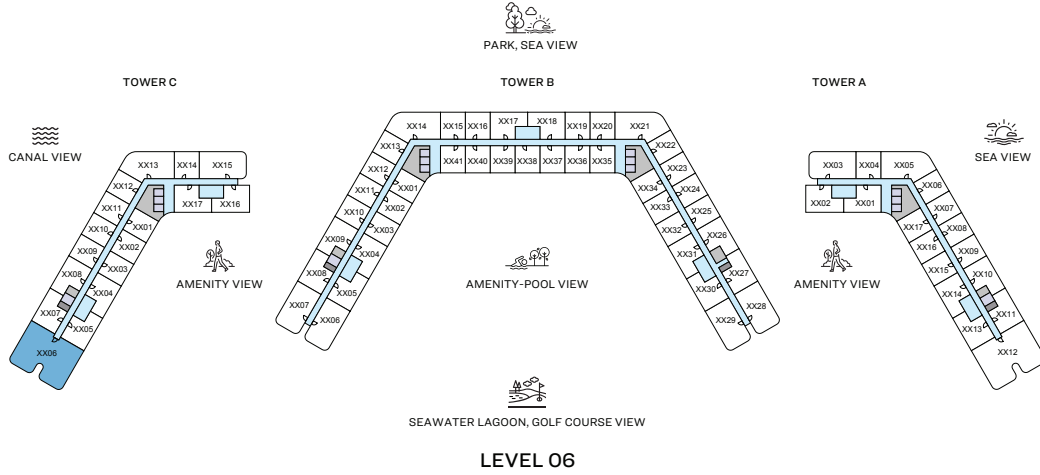 PARK, SEA VIEW
TOWER C
TOWER B
TOWER A
CANAL VIEW
SEA VIEW
XX13
XX14
XX15
XX12
XX17
XX16
XX11
XX01
XX10
XX02
XX09
XX03
XX08
XX04
XX07
XX05
XX06
AMENITY VIEW
XX14
XX15
XX16
XX17
XX18
XX19
XX20
XX21
XX13
XX41
XX40
XX39
XX38
XX37
XX36
XX35
XX22
XX12
XX01
XX34
XX23
XX11
XX02
XX33
XX24
XX10
XX03
XX32
XX25
XX09
XX04
XX31
XX26
XX08
XX05
XX30
XX27
XX07
XX06
XX29
XX28
AMENITY-POOL VIEW
XX03
XX04
XX05
XX02
XX01
XX06
XX17
XX07
XX16
XX08
XX15
XX09
XX14
XX10
XX13
XX11
XX12
AMENITY VIEW
SEAWATER LAGOON, GOLF COURSE VIEW
LEVEL 06